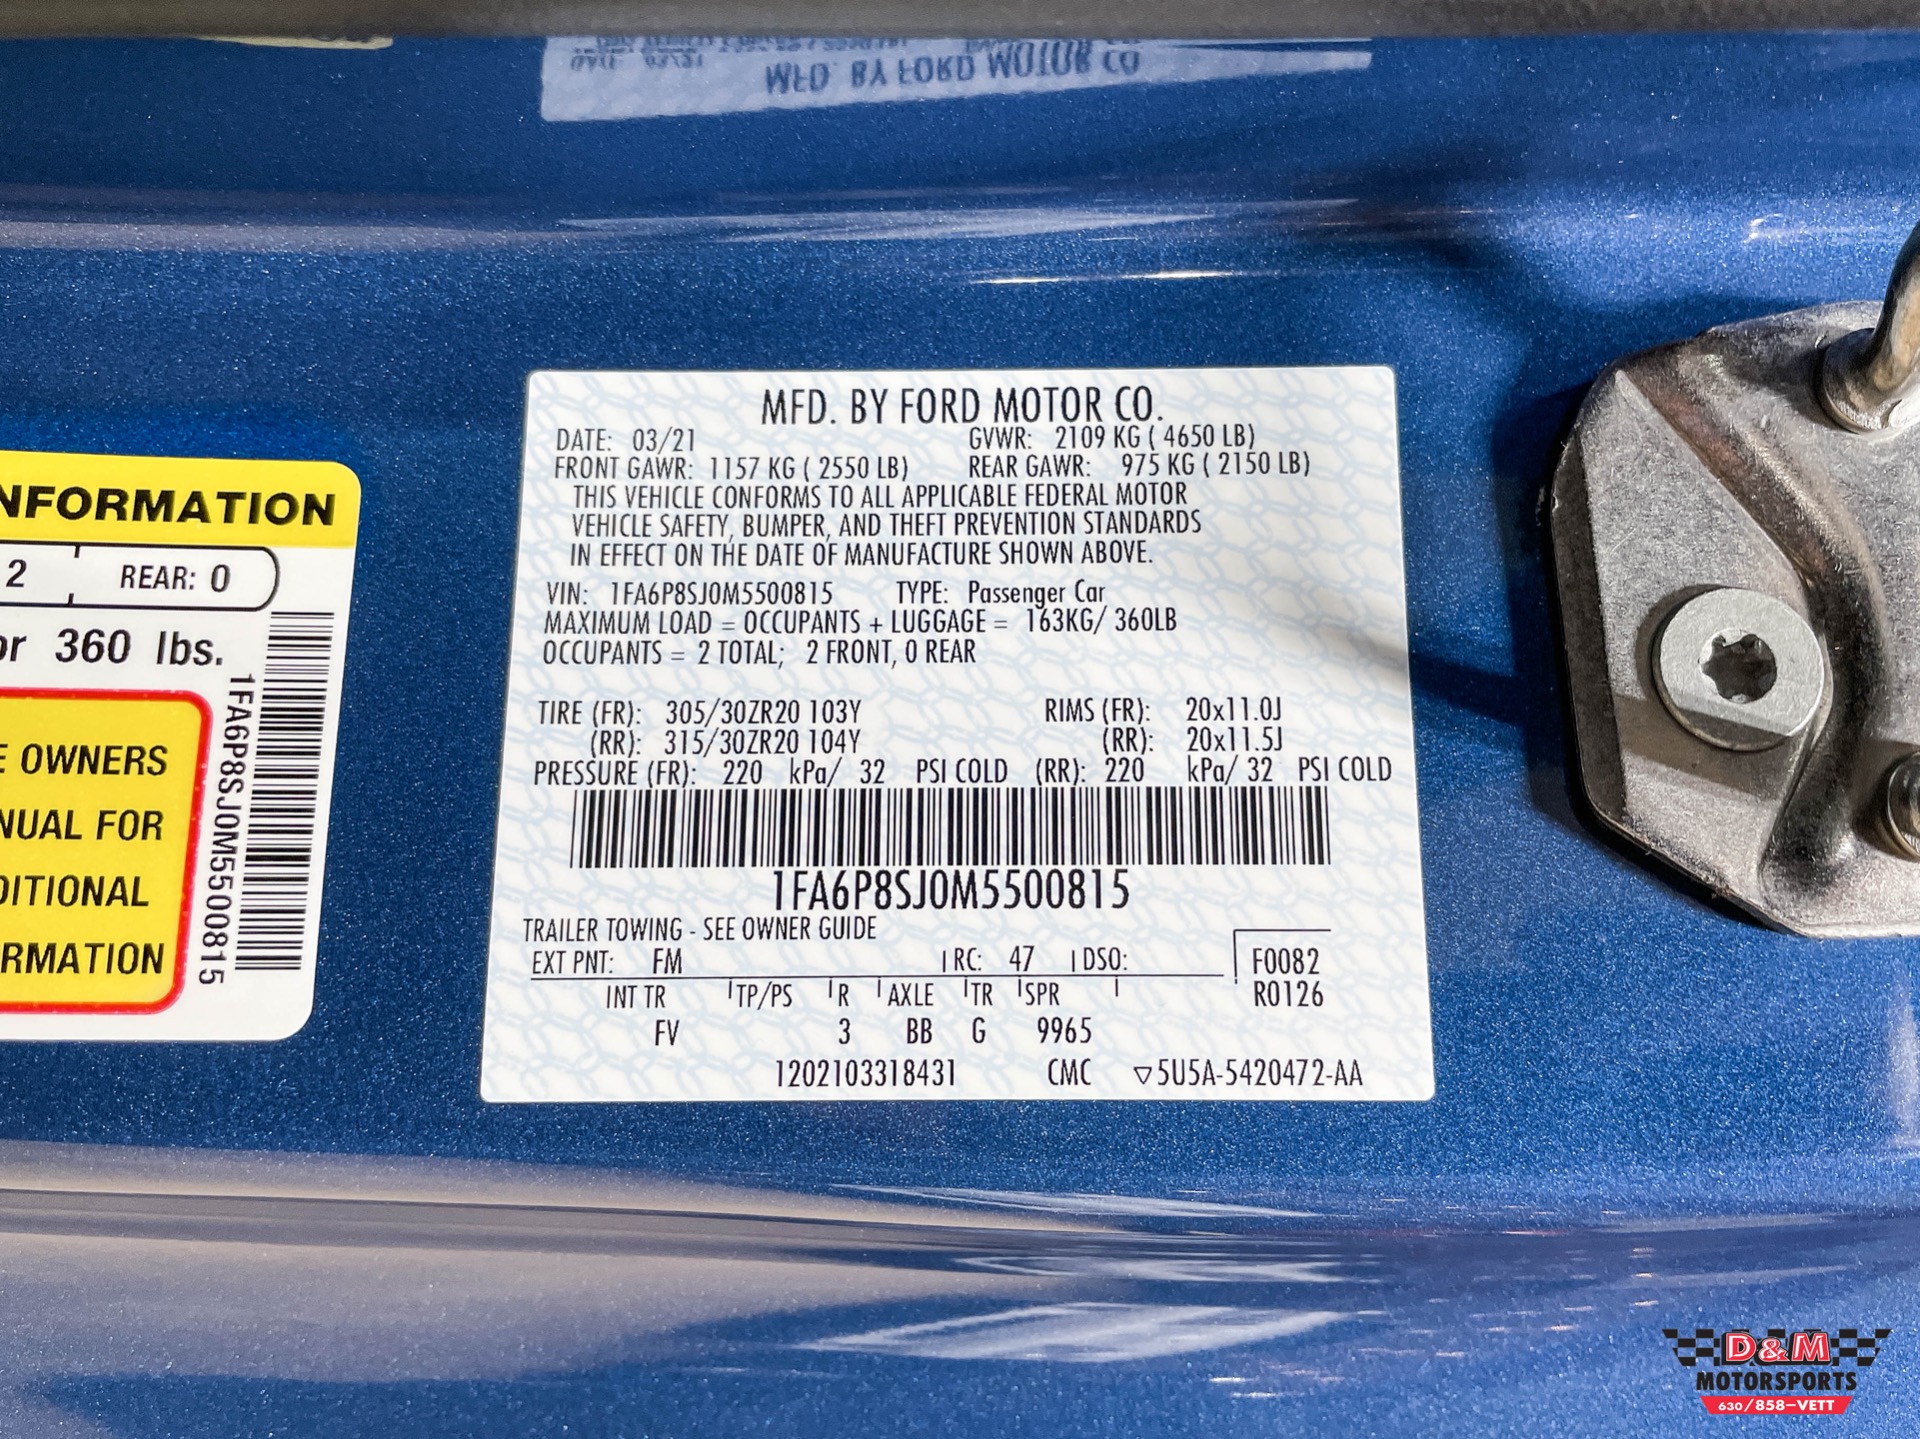 MFD. BY FORD MOTOR CO
MFD. BY FORD MOTOR CO.
DATE: 03/21 GVWR: 2109 KG ( 4650 LB)
FRONT GAWR: 1157 KG ( 2550 LB) REAR GAWR: 975 KG ( 2150 LB)
THIS VEHICLE CONFORMS TO ALL APPLICABLE FEDERAL MOTOR
VEHICLE SAFETY, BUMPER, AND THEFT PREVENTION STANDARDS
IN EFFECT ON THE DATE OF MANUFACTURE SHOWN ABOVE.
VIN: 1FA6P8SJ0M5500815 TYPE: Passenger Car
MAXIMUM LOAD = OCCUPANTS + LUGGAGE = 163KG/ 360LB
OCCUPANTS = 2 TOTAL; 2 FRONT, 0 REAR
TIRE (FR): 305/30ZR20 103Y RIMS (FR): 20x11.0J
(RR): 315/30ZR20 104Y (RR): 20x11.5J
PRESSURE (FR): 220 kPa/ 32 PSI COLD (RR): 220 kPa/ 32 PSI COLD
1FA6P8SJ0M5500815
TRAILER TOWING - SEE OWNER GUIDE
EXT PNT: FM RC: 47 DSO: F0082
INT TR TP/PS R AXLE TR SPR R0126
FV 3 BB G 9965
1202103318431 CMC ▽5U5A-5420472-AA
NFORMATION
2 REAR: 0
or 360 lbs.
E OWNERS
NUAL FOR
DITIONAL
RMATION
1FA6P8SJ0M5500815
D&M
MOTORSPORTS
630/858-VETT